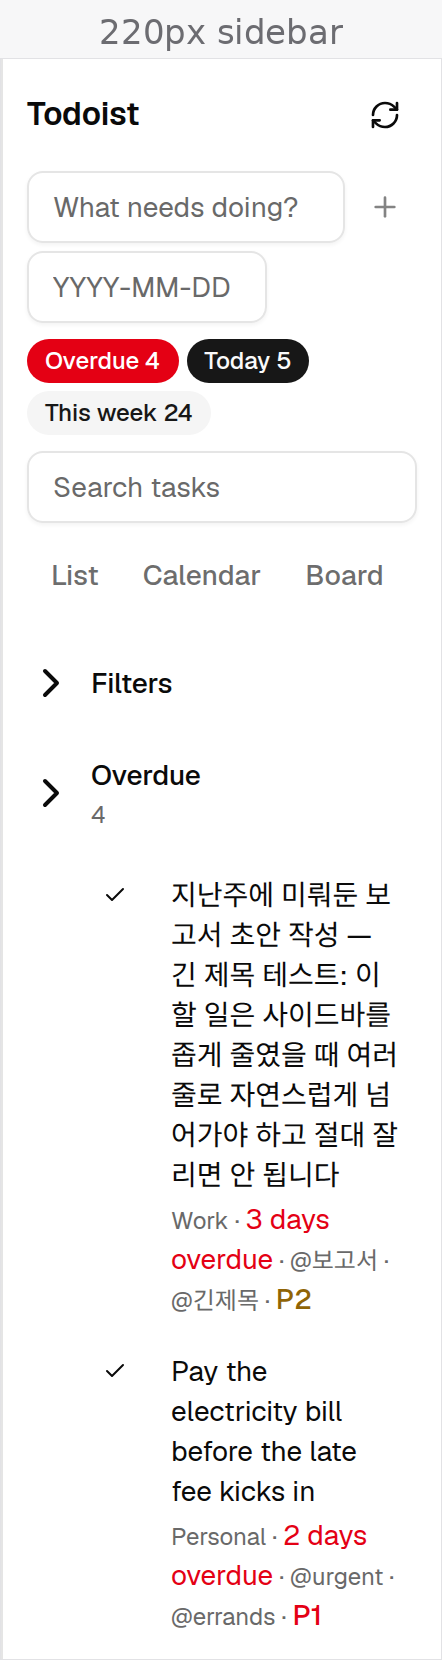 220px sidebar
Todoist
What needs doing?
YYYY-MM-DD
Overdue 4 Today 5
This week 24
Search tasks
List Calendar Board
Filters
Overdue
4
지난주에 미뤄둔 보
고서 초안 작성 —
긴 제목 테스트: 이
할 일은 사이드바를
좁게 줄였을 때 여러
줄로 자연스럽게 넘
어가야 하고 절대 잘
리면 안 됩니다
Work · 3 days
overdue · @보고서 ·
@긴제목 · P2
Pay the
electricity bill
before the late
fee kicks in
Personal · 2 days
overdue · @urgent ·
@errands · P1